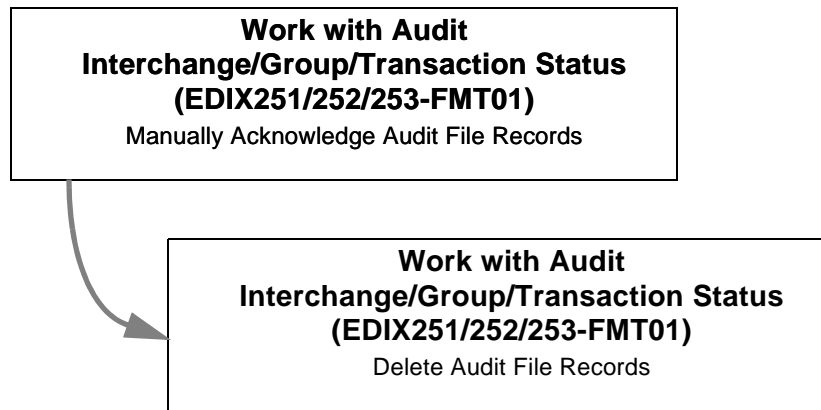 Work with Audit
Interchange/Group/Transaction Status
(EDIX251/252/253-FMT01)
Manually Acknowledge Audit File Records
Work with Audit
Interchange/Group/Transaction Status
(EDIX251/252/253-FMT01)
Delete Audit File Records